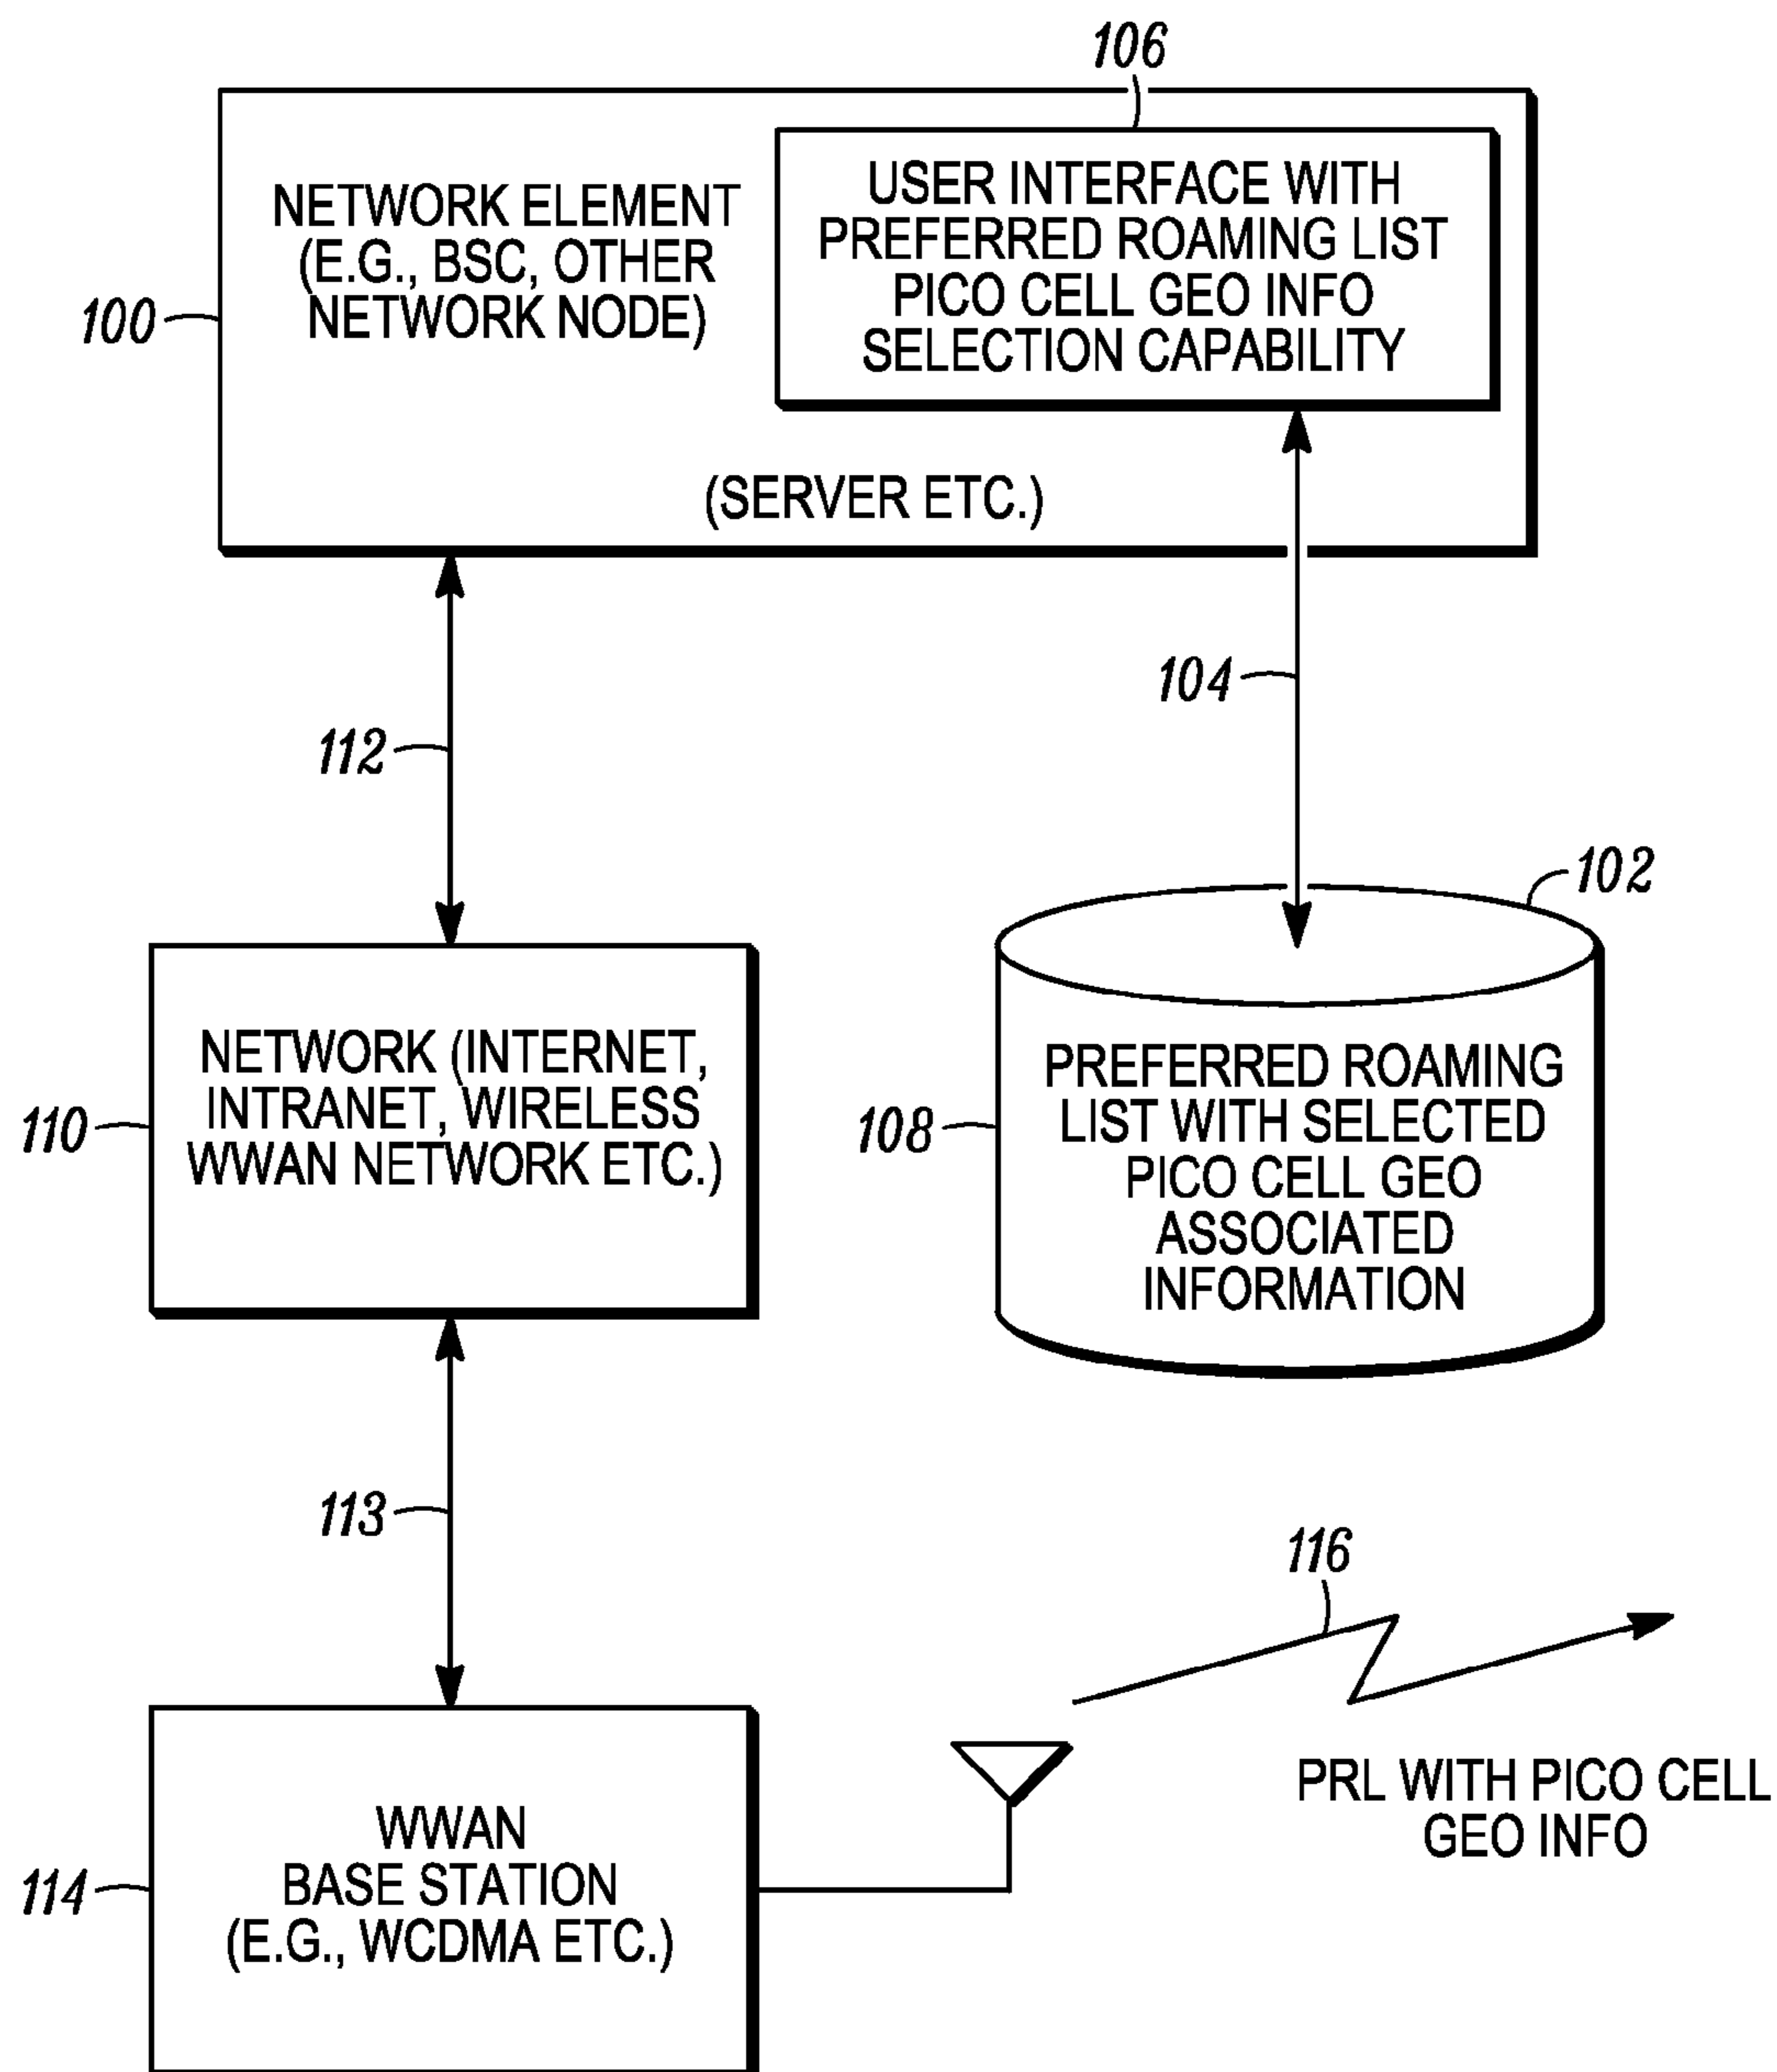 106
NETWORK ELEMENT
(E.G., BSC, OTHER
NETWORK NODE)
USER INTERFACE WITH
PREFERRED ROAMING LIST
PICO CELL GEO INFO
SELECTION CAPABILITY
100
(SERVER ETC.)
104
112
102
NETWORK (INTERNET,
INTRANET, WIRELESS
WWAN NETWORK ETC.)
110
PREFERRED ROAMING
LIST WITH SELECTED
PICO CELL GEO
ASSOCIATED
INFORMATION
108
113
116
PRL WITH PICO CELL
GEO INFO
WWAN
BASE STATION
(E.G., WCDMA ETC.)
114